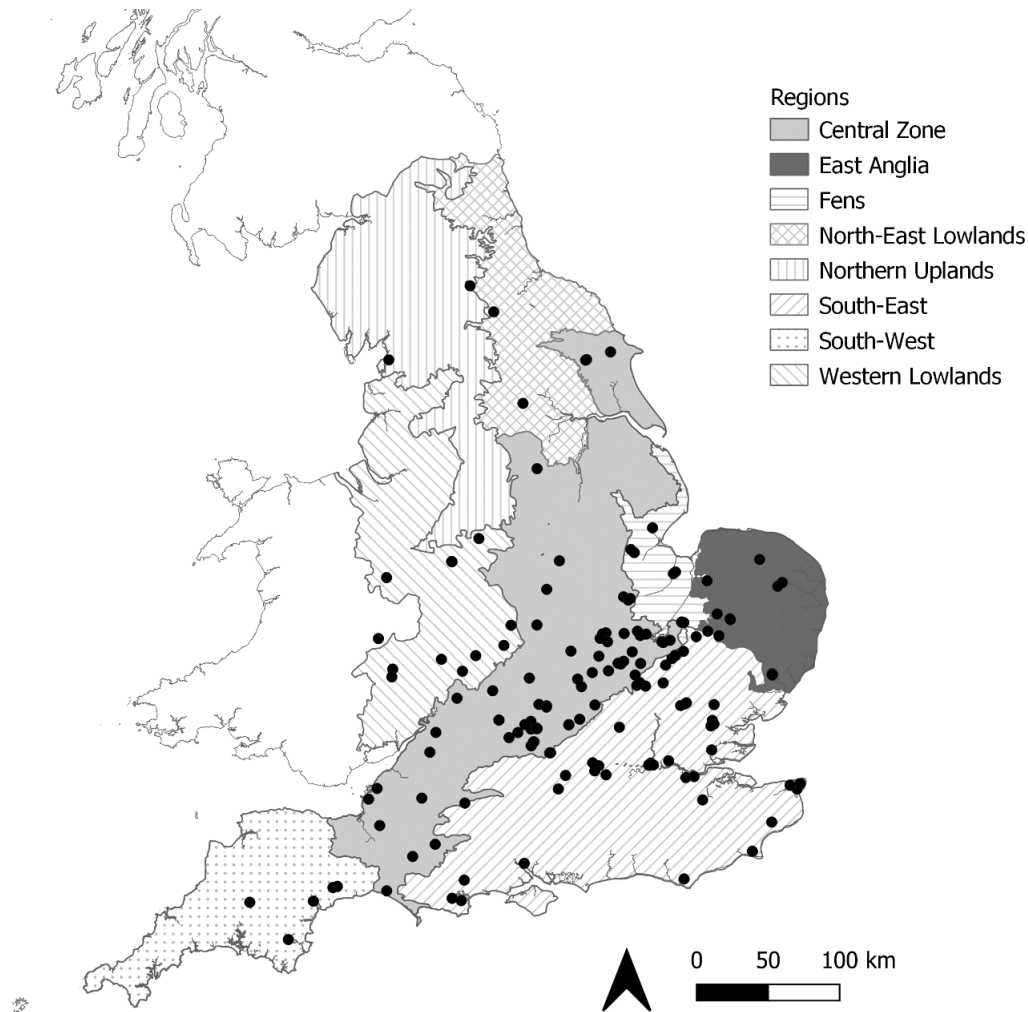 Regions
Central Zone
East Anglia
Fens
North-East Lowlands
Northern Uplands
South-East
South-West
Western Lowlands
0 50 100 km